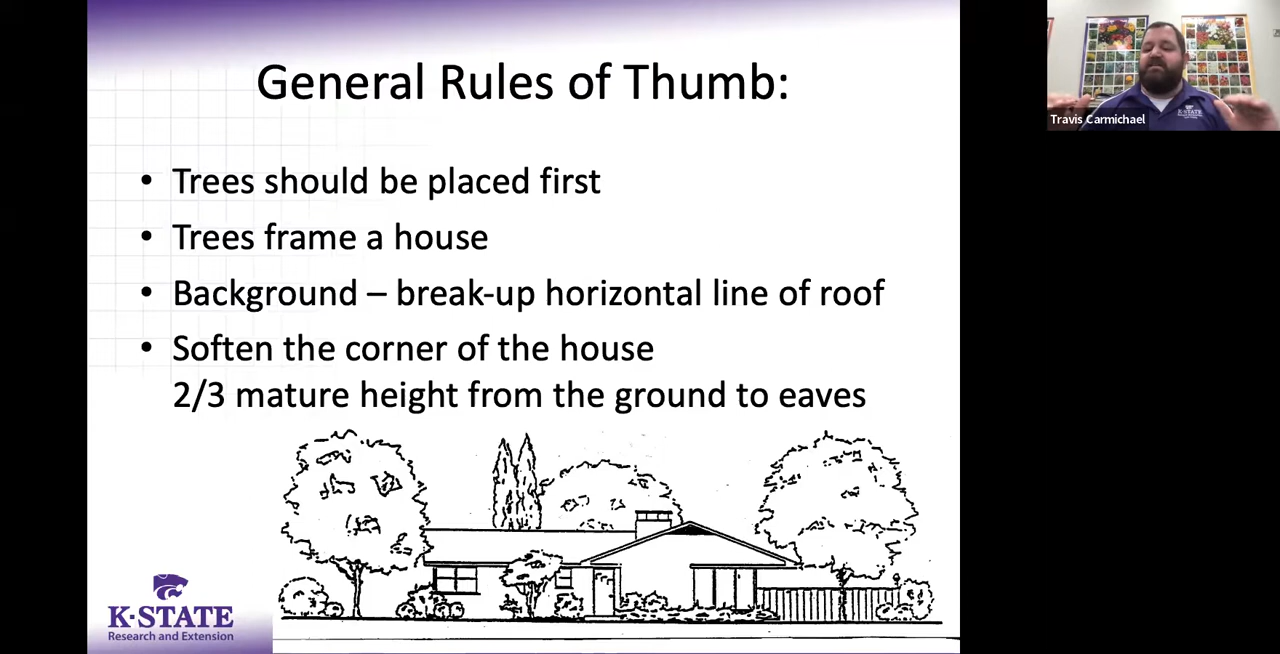 General Rules of Thumb:
• Trees should be placed first
• Trees frame a house
• Background – break-up horizontal line of roof
• Soften the corner of the house
2/3 mature height from the ground to eaves
K-STATE
Research and Extension
K-STATE
Travis Carmichael